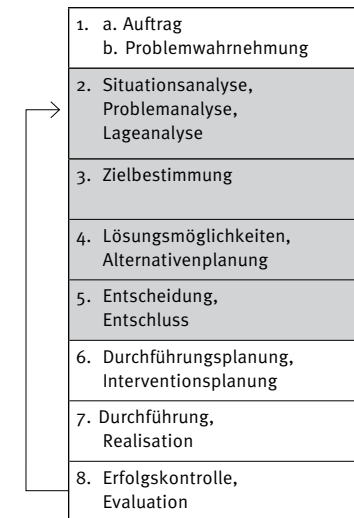 1. a. Auftrag
b. Problemwahrnehmung
2. Situationsanalyse,
Problemanalyse,
Lageanalyse
3. Zielbestimmung
4. Lösungsmöglichkeiten,
Alternativenplanung
5. Entscheidung,
Entschluss
6. Durchführungsplanung,
Interventionsplanung
7. Durchführung,
Realisation
8. Erfolgskontrolle,
Evaluation